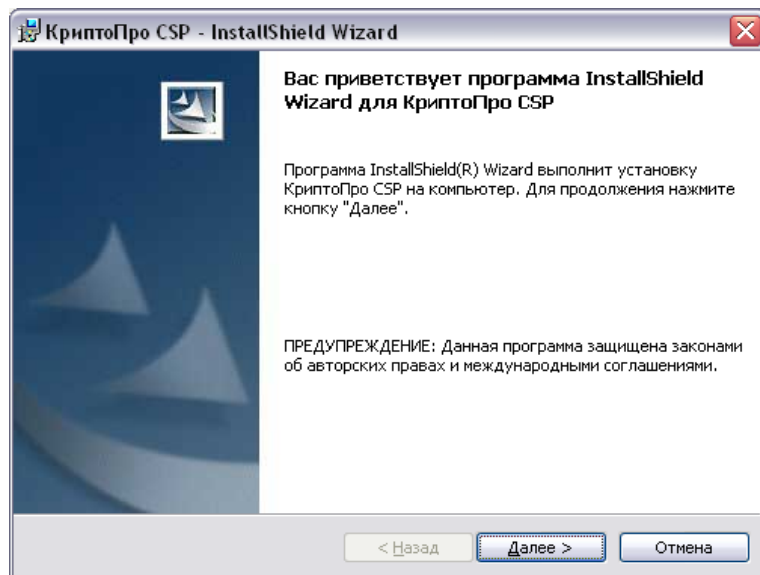 КриптоПро CSP - InstallShield Wizard
Вас приветствует программа InstallShield
Wizard для КриптоПро CSP
Программа InstallShield(R) Wizard выполнит установку
КриптоПро CSP на компьютер. Для продолжения нажмите
кнопку "Далее".
ПРЕДУПРЕЖДЕНИЕ: Данная программа защищена законами
об авторских правах и международными соглашениями.
< Назад
Далее >
Отмена